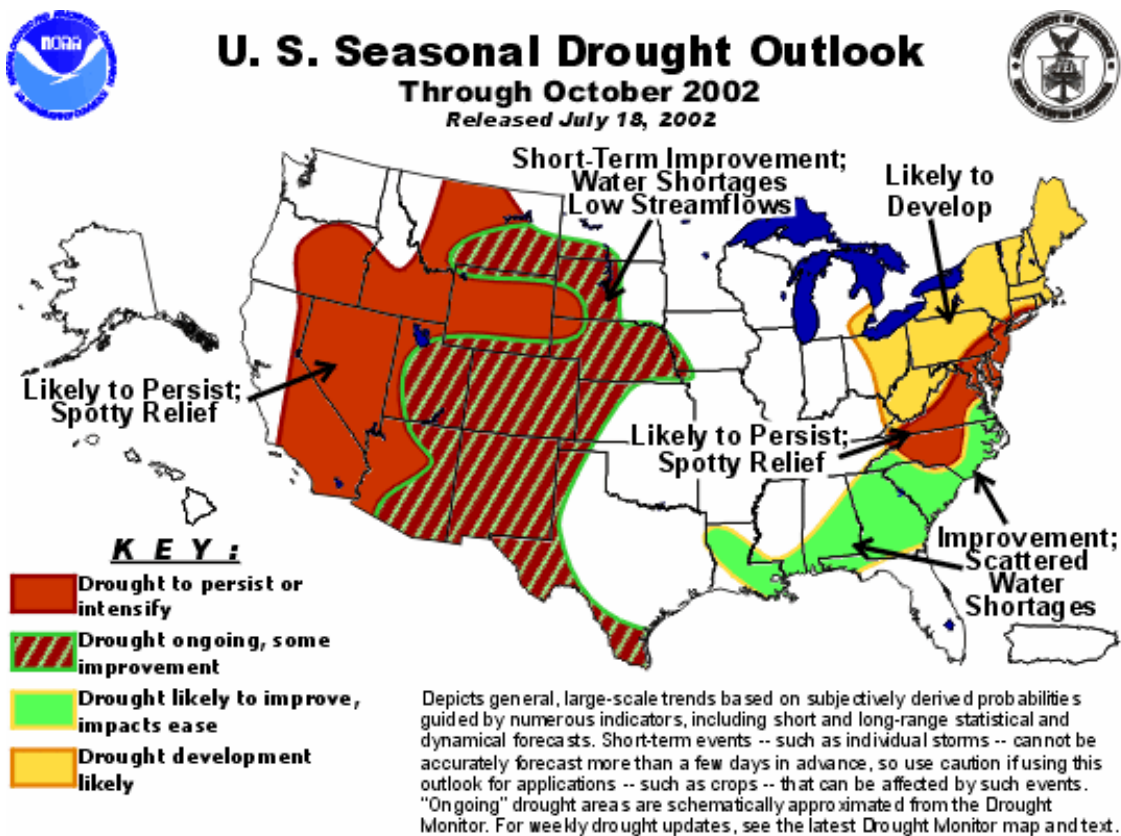 NOAA
U. S. Seasonal Drought Outlook
Through October 2002
Released July 18, 2002
Short-Term Improvement;
Water Shortages
Low Streamflows
Likely to
Develop
Likely to Persist;
Spotty Relief
Likely to Persist;
Spotty Relief
Improvement;
Scattered
Water
Shortages
KEY:
Drought to persist or
intensify
Drought ongoing, some
improvement
Drought likely to improve,
impacts ease
Drought development
likely
Depicts general, large-scale trends based on subjectively derived probabilities
guided by numerous indicators, including short and long-range statistical and
dynamical forecasts. Short-term events -- such as individual storms -- cannot be
accurately forecast more than a few days in advance, so use caution if using this
outlook for applications -- such as crops -- that can be affected by such events.
"Ongoing" drought areas are schematically approximated from the Drought
Monitor. For weekly drought updates, see the latest Drought Monitor map and text.